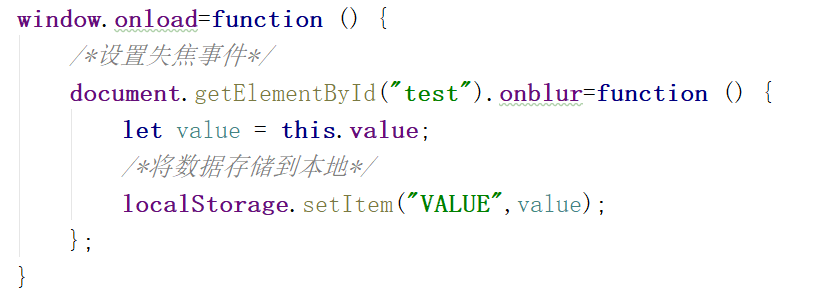 window.onload=function () {
    /*设置失焦事件*/
    document.getElementById("test").onblur=function () {
        let value = this.value;
        /*将数据存储到本地*/
        localStorage.setItem("VALUE",value);
    };
}